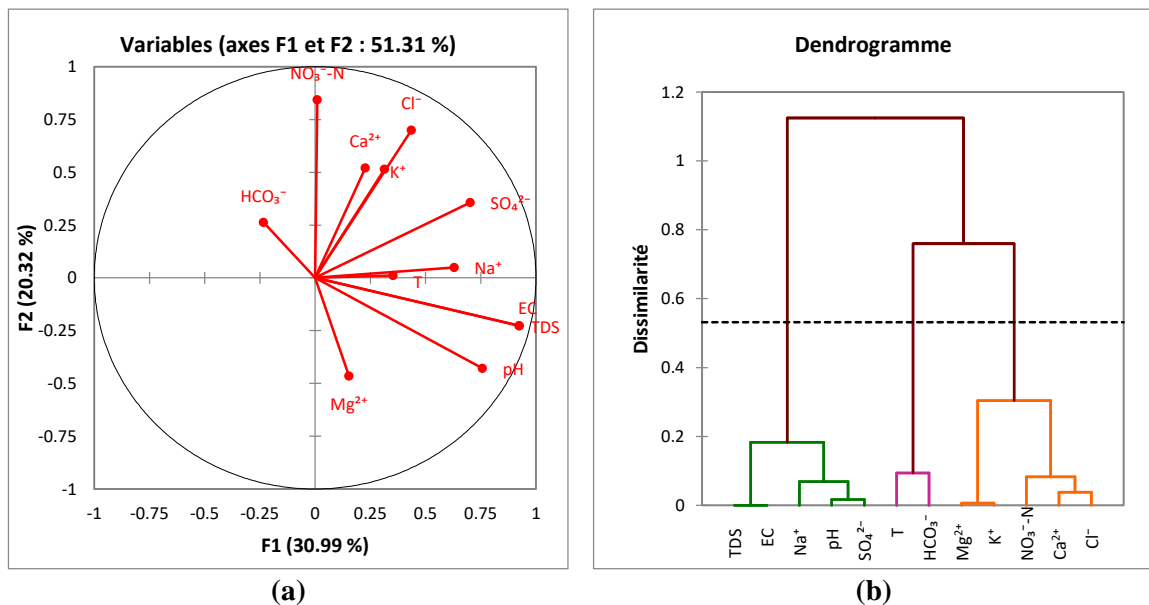 Variables (axes F1 et F2 : 51.31 %)
1
0.75
0.5
0.25
0
-0.25
-0.5
-0.75
-1
F2 (20.32 %)
NO₃⁻-N
Cl⁻
Ca²⁺
K⁺
HCO₃⁻
SO₄²⁻
Na⁺
T
EC
TDS
pH
Mg²⁺
-1 -0.75 -0.5 -0.25 0 0.25 0.5 0.75 1
F1 (30.99 %)
(a)
Dendrogramme
1.2
1
0.8
0.6
0.4
0.2
0
Dissimilarité
TDS
EC
Na⁺
pH
SO₄²⁻
T
HCO₃⁻
Mg²⁺
K⁺
NO₃⁻-N
Ca²⁺
Cl⁻
(b)